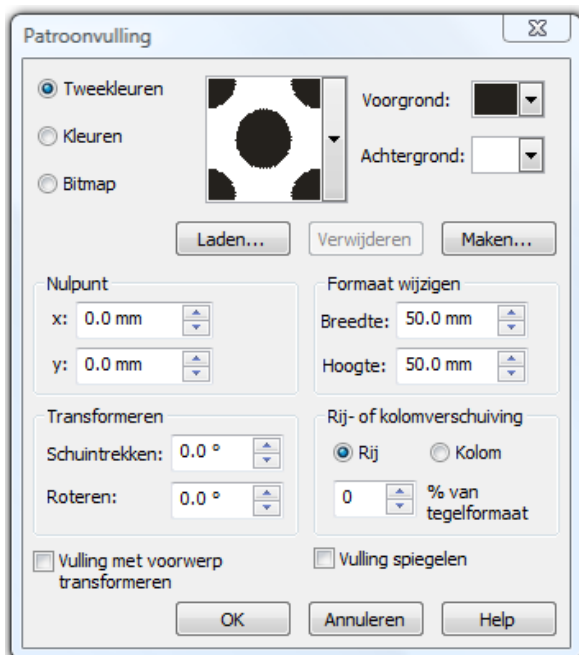 Patroonvulling
Tweekleuren
Kleuren
Bitmap
Voorgrond:
Achtergrond:
Laden...
Verwijderen
Maken...
Nulpunt
x: 0.0 mm
y: 0.0 mm
Formaat wijzigen
Breedte: 50.0 mm
Hoogte: 50.0 mm
Transformeren
Schuintrekken: 0.0 °
Roteren: 0.0 °
Rij- of kolomverschuiving
Rij
Kolom
0 % van
tegelformaat
Vulling met voorwerp
transformeren
Vulling spiegelen
OK
Annuleren
Help